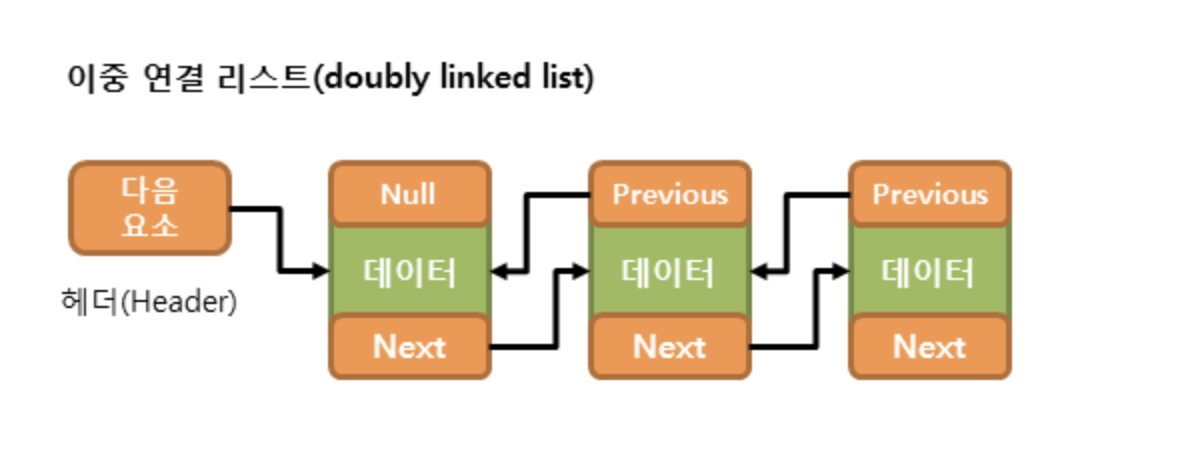 이중 연결 리스트(doubly linked list)
다음
요소
헤더(Header)
Null
데이터
Next
Previous
데이터
Next
Previous
데이터
Next